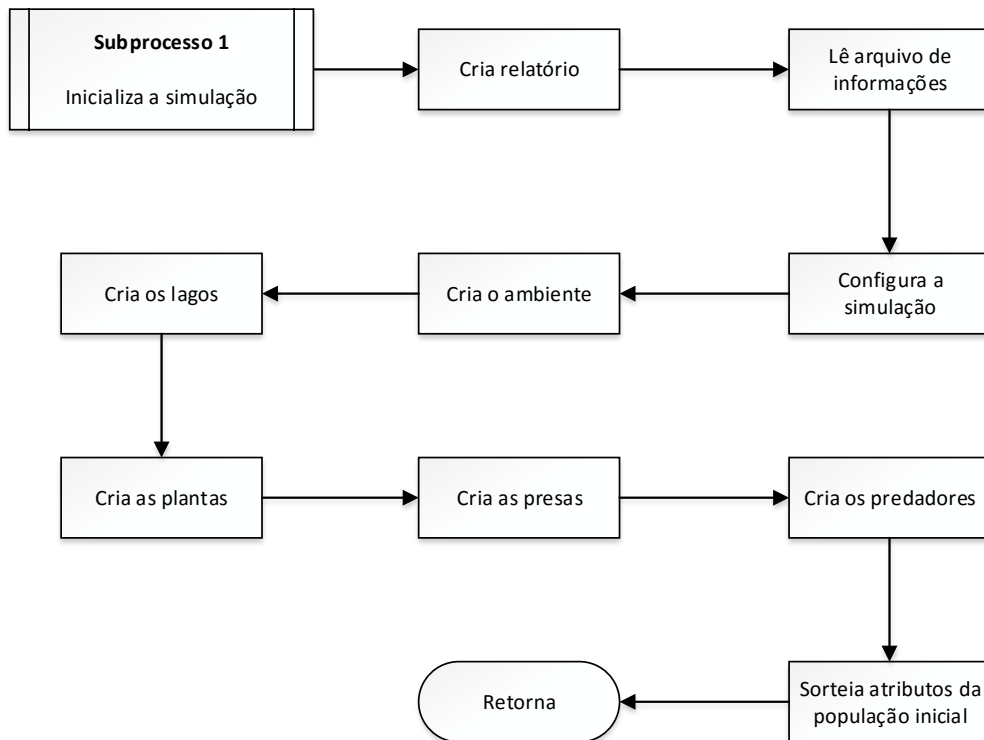 Subprocesso 1
Inicializa a simulação
Cria relatório
Lê arquivo de
informações
Configura a
simulação
Cria o ambiente
Cria os lagos
Cria as plantas
Cria as presas
Cria os predadores
Sorteia atributos da
população inicial
Retorna